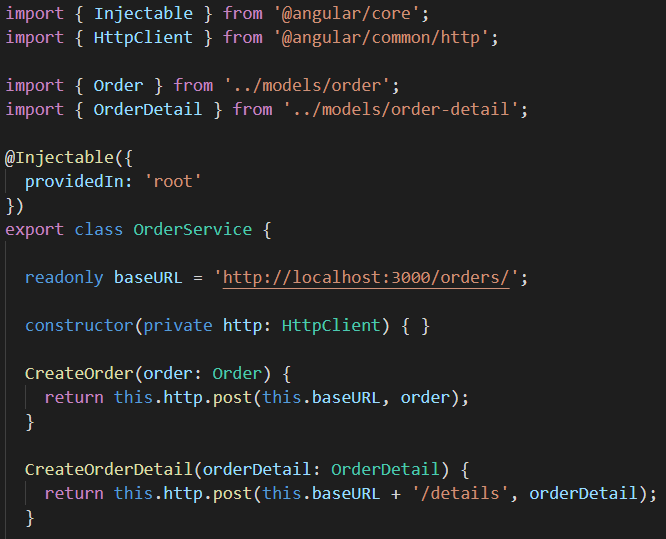 import { Injectable } from '@angular/core';
import { HttpClient } from '@angular/common/http';
import { Order } from '../models/order';
import { OrderDetail } from '../models/order-detail';
@Injectable({
providedIn: 'root'
})
export class OrderService {
readonly baseURL = 'http://localhost:3000/orders/';
constructor(private http: HttpClient) { }
CreateOrder(order: Order) {
return this.http.post(this.baseURL, order);
}
CreateOrderDetail(orderDetail: OrderDetail) {
return this.http.post(this.baseURL + '/details', orderDetail);
}